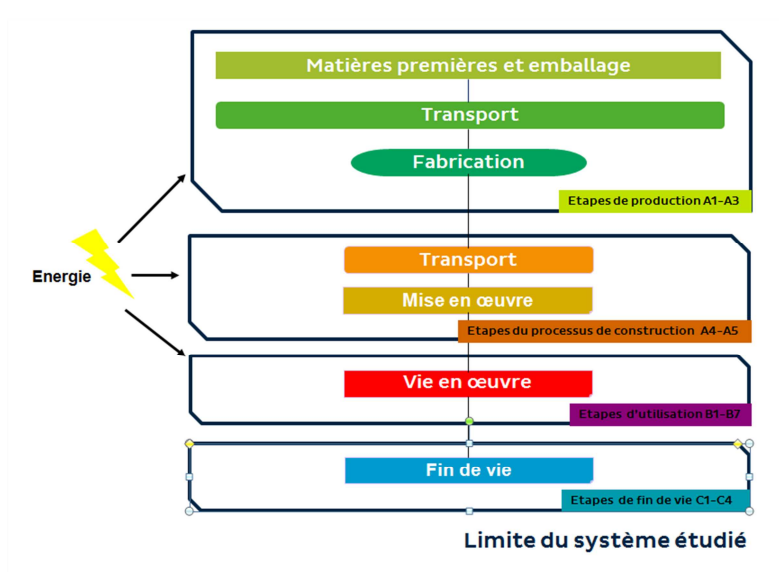 Matières premières et emballage
Transport
Fabrication
Etapes de production A1-A3
Energie
Transport
Mise en œuvre
Etapes du processus de construction A4-A5
Vie en œuvre
Etapes d'utilisation B1-B7
Fin de vie
Etapes de fin de vie C1-C4
Limite du système étudié